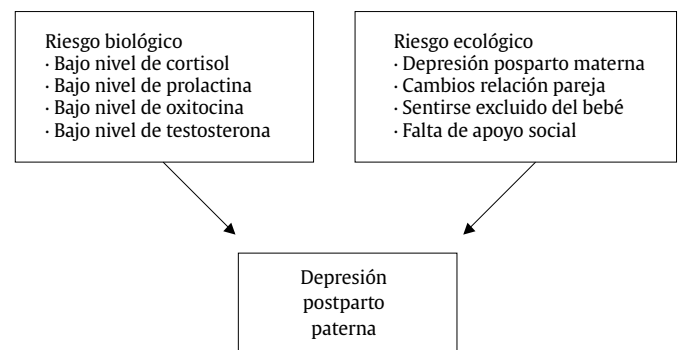 Riesgo biológico
· Bajo nivel de cortisol
· Bajo nivel de prolactina
· Bajo nivel de oxitocina
· Bajo nivel de testosterona
Riesgo ecológico
· Depresión posparto materna
· Cambios relación pareja
· Sentirse excluido del bebé
· Falta de apoyo social
Depresión
postparto
paterna